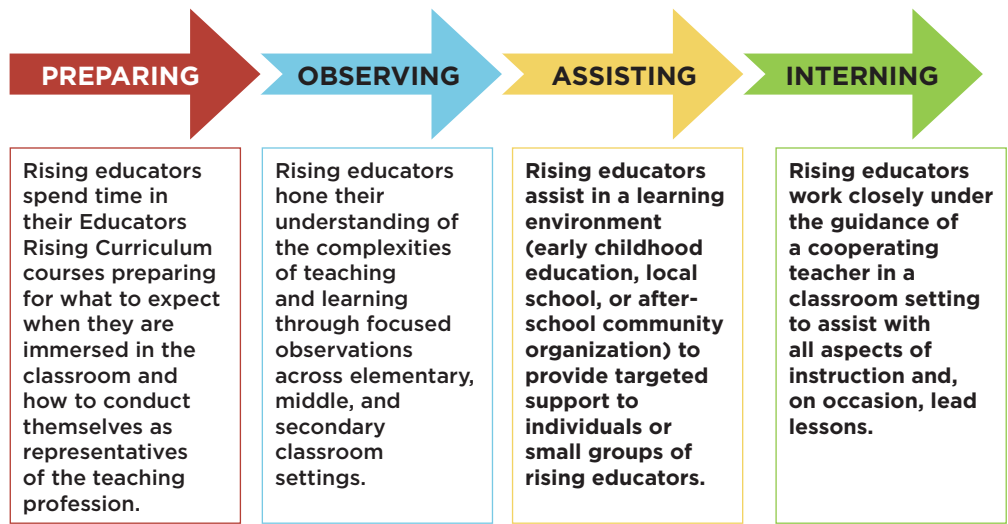 PREPARING
OBSERVING
ASSISTING
INTERNING
Rising educators
spend time in
their Educators
Rising Curriculum
courses preparing
for what to expect
when they are
immersed in the
classroom and
how to conduct
themselves as
representatives
of the teaching
profession.
Rising educators
hone their
understanding of
the complexities
of teaching
and learning
through focused
observations
across elementary,
middle, and
secondary
classroom
settings.
Rising educators
assist in a learning
environment
(early childhood
education, local
school, or after-
school community
organization) to
provide targeted
support to
individuals or
small groups of
rising educators.
Rising educators
work closely under
the guidance of
a cooperating
teacher in a
classroom setting
to assist with
all aspects of
instruction and,
on occasion, lead
lessons.